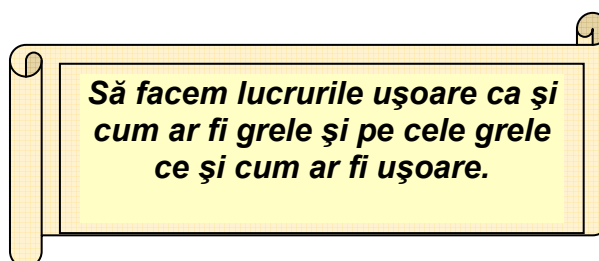 Să facem lucrurile uşoare ca şi
cum ar fi grele şi pe cele grele
ce şi cum ar fi uşoare.